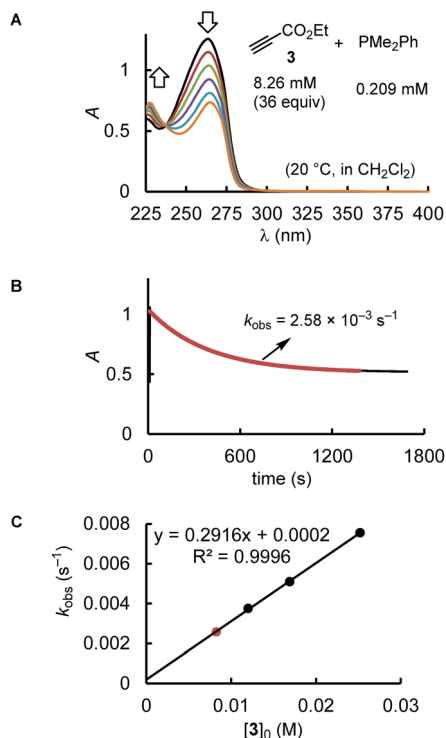 A
CO2Et + PMe2Ph
3
8.26 mM 0.209 mM
(36 equiv)
(20 °C, in CH2Cl2)
A
1
0.5
0
225 250 275 300 325 350 375 400
λ (nm)
B
kobs = 2.58 × 10−3 s−1
A
1
0.5
0
0 600 1200 1800
time (s)
C
y = 0.2916x + 0.0002
R² = 0.9996
kobs (s−1)
0.008
0.006
0.004
0.002
0
0 0.01 0.02 0.03
[3]0 (M)